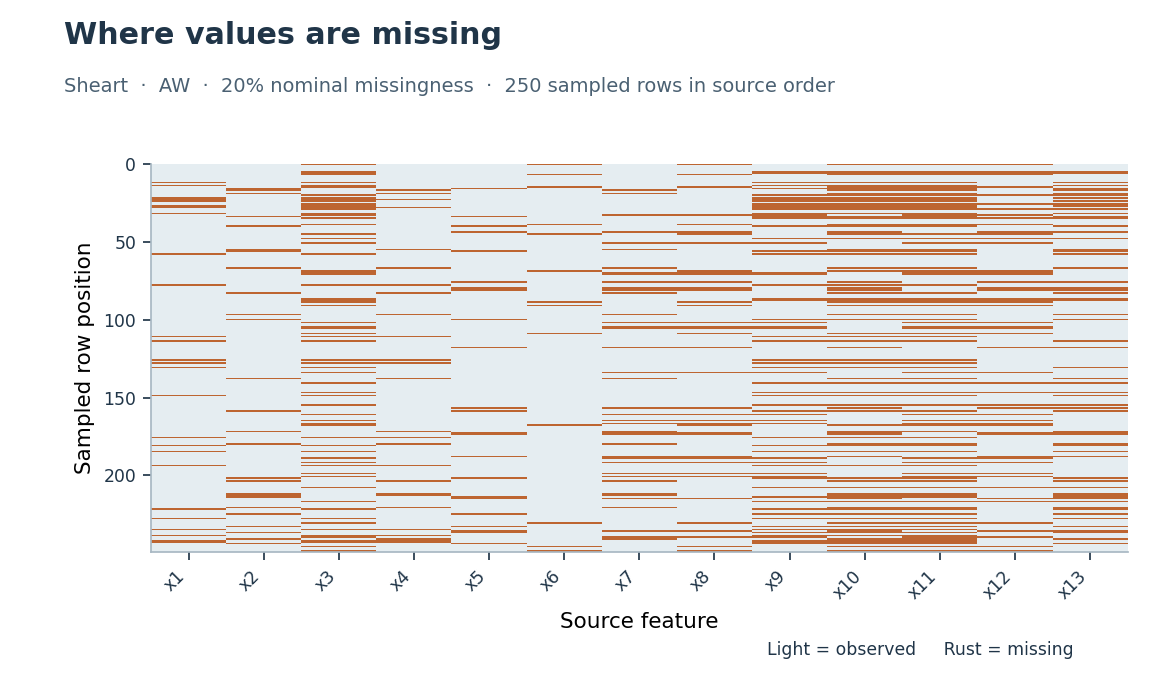 Where values are missing
Sheart · AW · 20% nominal missingness · 250 sampled rows in source order
0
50
100
150
200
Sampled row position
x1 x2 x3 x4 x5 x6 x7 x8 x9 x10 x11 x12 x13
Source feature
Light = observed Rust = missing